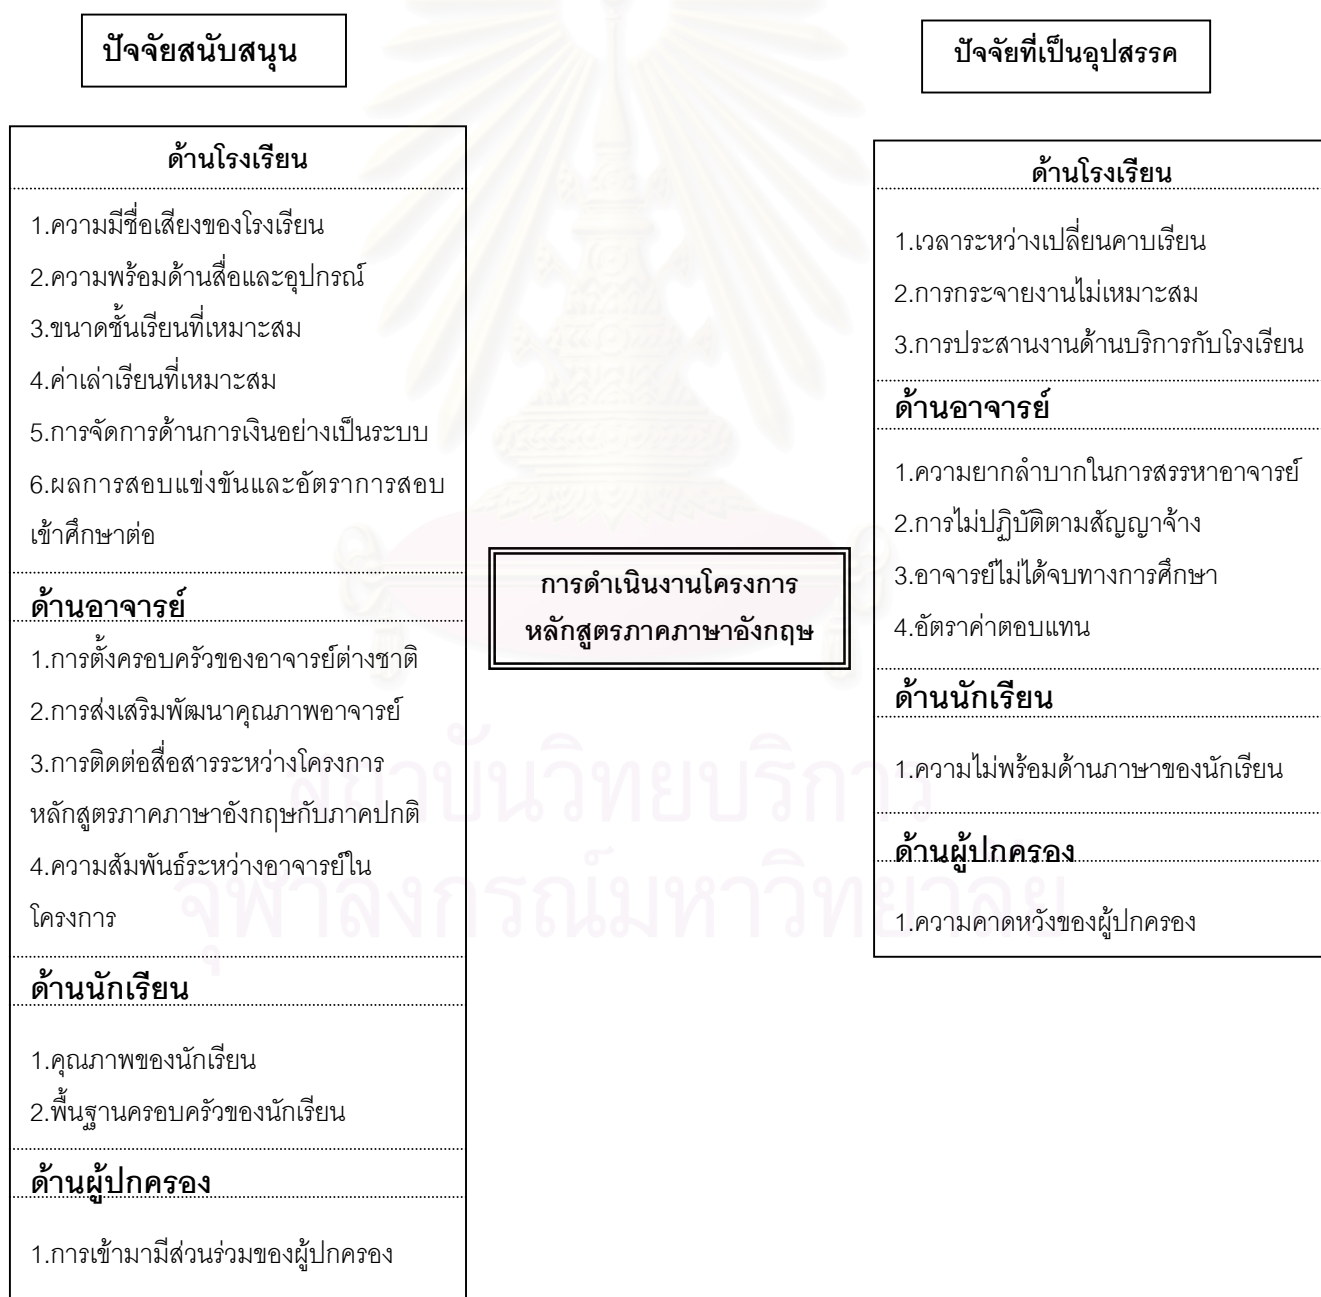 ปัจจัยสนับสนุน
ด้านโรงเรียน
1.ความมีชื่อเสียงของโรงเรียน
2.ความพร้อมด้านสื่อและอุปกรณ์
3.ขนาดชั้นเรียนที่เหมาะสม
4.ค่าเล่าเรียนที่เหมาะสม
5.การจัดการด้านการเงินอย่างเป็นระบบ
6.ผลการสอบแข่งขันและอัตราการสอบ
เข้าศึกษาต่อ
ด้านอาจารย์
1.การตั้งครอบครัวของอาจารย์ต่างชาติ
2.การส่งเสริมพัฒนาคุณภาพอาจารย์
3.การติดต่อสื่อสารระหว่างโครงการ
หลักสูตรภาคภาษาอังกฤษกับภาคปกติ
4.ความสัมพันธ์ระหว่างอาจารย์ใน
โครงการ
ด้านนักเรียน
1.คุณภาพของนักเรียน
2.พื้นฐานครอบครัวของนักเรียน
ด้านผู้ปกครอง
1.การเข้ามามีส่วนร่วมของผู้ปกครอง
การดำเนินงานโครงการ
หลักสูตรภาคภาษาอังกฤษ
ปัจจัยที่เป็นอุปสรรค
ด้านโรงเรียน
1.เวลาระหว่างเปลี่ยนคาบเรียน
2.การกระจายงานไม่เหมาะสม
3.การประสานงานด้านบริการกับโรงเรียน
ด้านอาจารย์
1.ความยากลำบากในการสรรหาอาจารย์
2.การไม่ปฏิบัติตามสัญญาจ้าง
3.อาจารย์ไม่ได้จบทางการศึกษา
4.อัตราค่าตอบแทน
ด้านนักเรียน
1.ความไม่พร้อมด้านภาษาของนักเรียน
ด้านผู้ปกครอง
1.ความคาดหวังของผู้ปกครอง
สถาบันวิทยบริการ
จุฬาลงกรณ์มหาวิทยาลัย